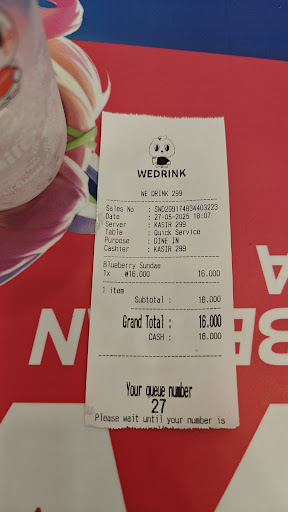 WEDRINK
WE DRINK 299
Sales No : SWD299174834403223
Date : 27-05-2025 18:07
Server : KASIR 299
Table : Quick Service
Purpose : DINE IN
Cashier : KASIR 299
Blueberry Sundae
1x @16.000 16.000
1 item
Subtotal : 16.000
Grand Total : 16.000
CASH : 16.000
Your queue number
27
Please wait until your number is